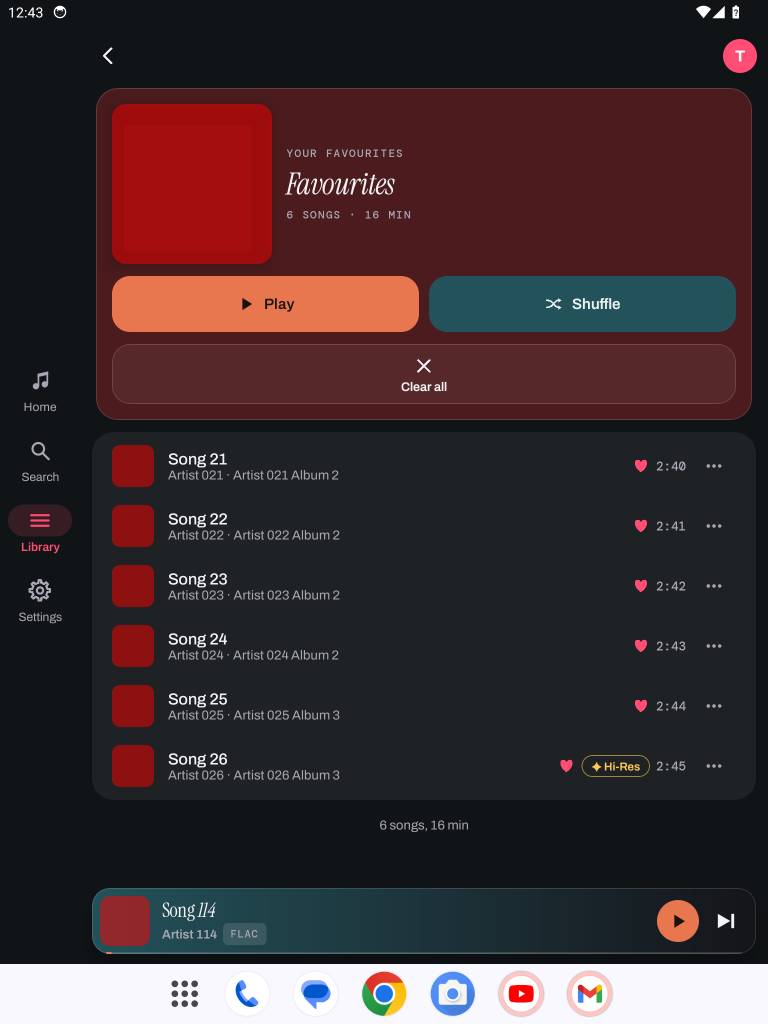 12:43
T
YOUR FAVOURITES
Favourites
6 SONGS · 16 MIN
Play
Shuffle
Clear all
Home
Search
Library
Settings
Song 21
Artist 021 · Artist 021 Album 2
2:40
Song 22
Artist 022 · Artist 022 Album 2
2:41
Song 23
Artist 023 · Artist 023 Album 2
2:42
Song 24
Artist 024 · Artist 024 Album 2
2:43
Song 25
Artist 025 · Artist 025 Album 3
2:44
Song 26
Artist 026 · Artist 026 Album 3
Hi-Res
2:45
6 songs, 16 min
Song 114
Artist 114
FLAC